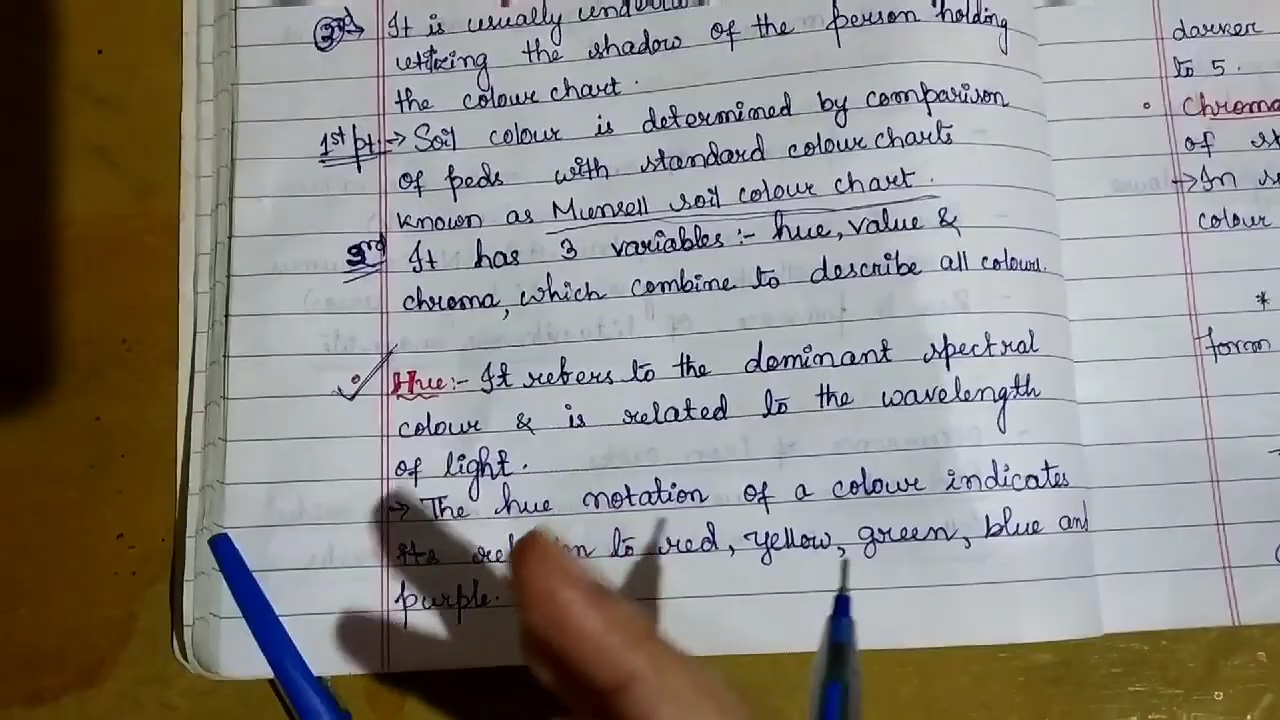 2nd → It is usually
utilizing the shadow of the person holding
the colour chart.
1st pt. → Soil colour is determined by comparison
of peds with standard colour charts
known as Munsell soil colour chart.
3rd It has 3 variables :- hue, value &
chroma, which combine to describe all colours.
Hue :- It refers to the dominant spectral
colour & is related to the wavelength
of light.
→ The hue notation of a colour indicates
its to red, yellow, green, blue and
purple.
darker
to 5.
• Chroma
of
→ In
colour
*
form